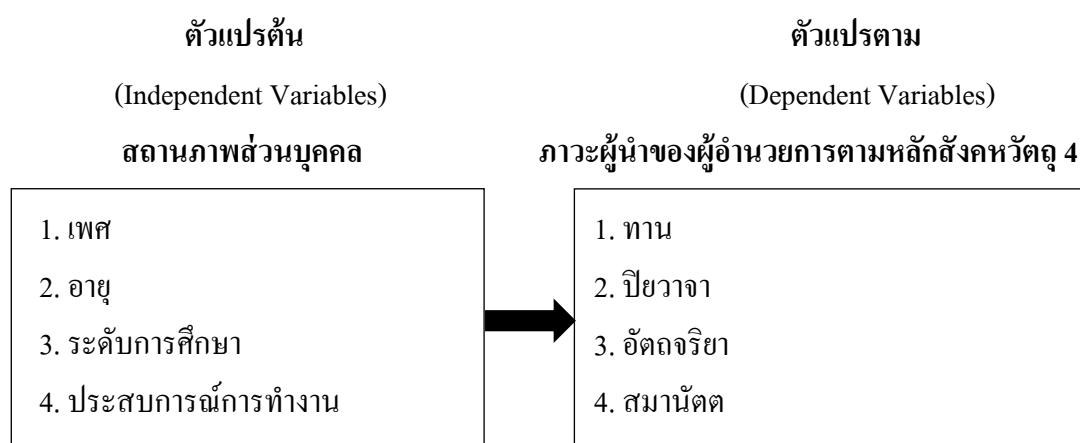 ตัวแปรต้น
(Independent Variables)
สถานภาพส่วนบุคคล
1. เพศ
2. อายุ
3. ระดับการศึกษา
4. ประสบการณ์การทำงาน
ตัวแปรตาม
(Dependent Variables)
ภาวะผู้นำของผู้อำนวยการตามหลักสังคหวัตถุ 4
1. ทาน
2. ปิยวาจา
3. อัตถจริยา
4. สมานัตต